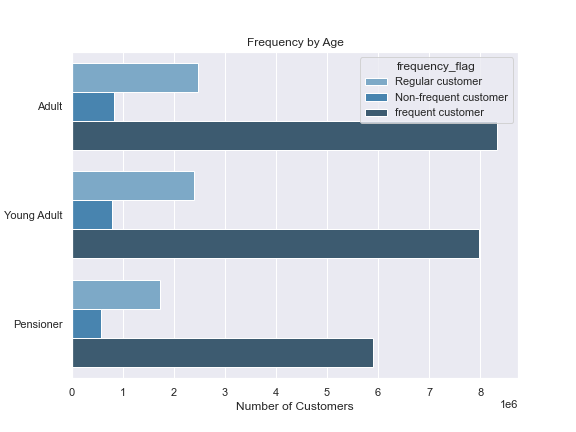 Frequency by Age
frequency_flag
Regular customer
Non-frequent customer
frequent customer
Adult
Young Adult
Pensioner
0 1 2 3 4 5 6 7 8
1e6
Number of Customers